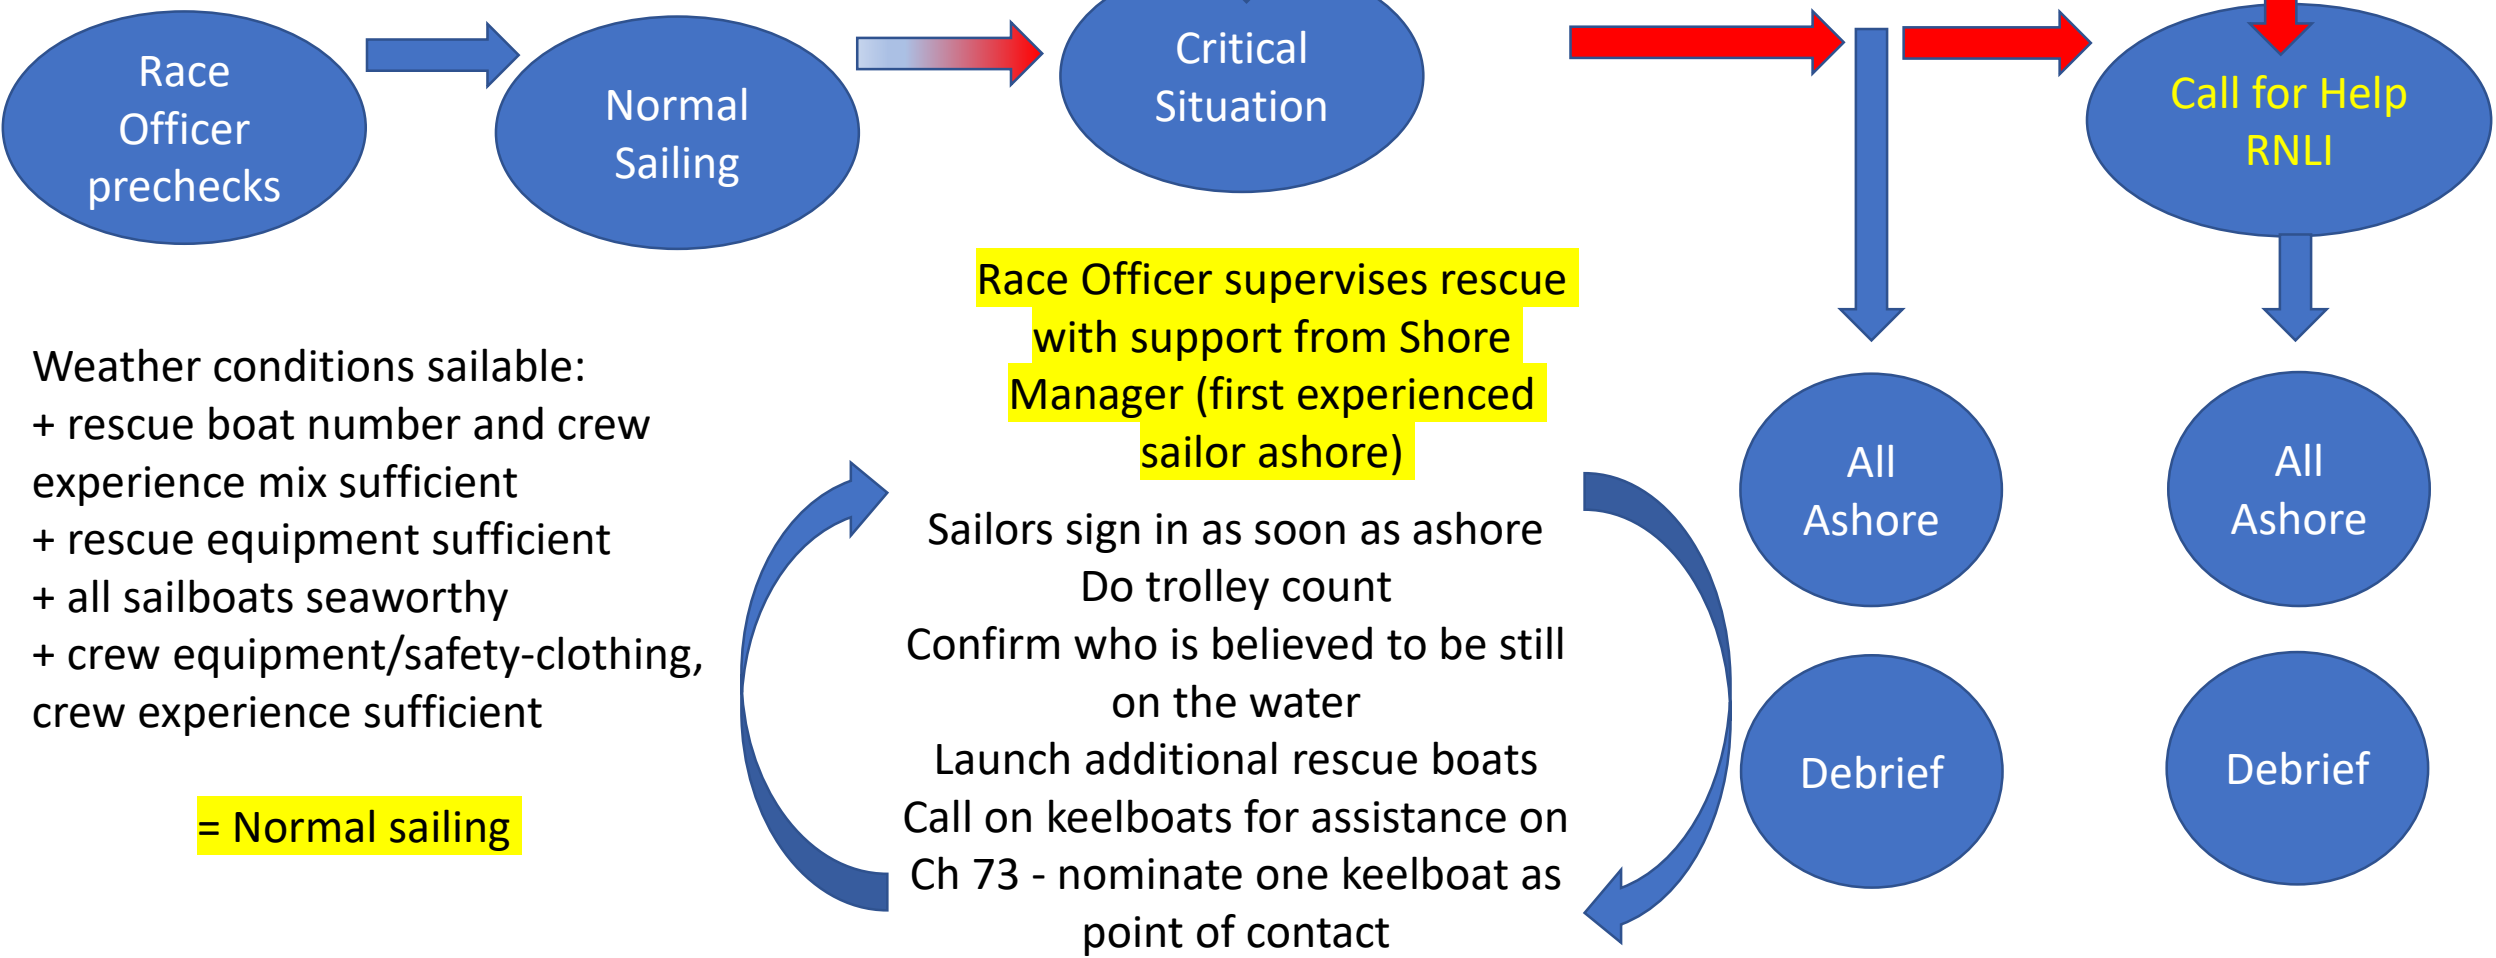 Race
Officer
prechecks
Normal
Sailing
Critical
Situation
Call for Help
RNLI
Weather conditions sailable:
+ rescue boat number and crew
experience mix sufficient
+ rescue equipment sufficient
+ all sailboats seaworthy
+ crew equipment/safety-clothing,
crew experience sufficient
= Normal sailing
Race Officer supervises rescue
with support from Shore
Manager (first experienced
sailor ashore)
Sailors sign in as soon as ashore
Do trolley count
Confirm who is believed to be still
on the water
Launch additional rescue boats
Call on keelboats for assistance on
Ch 73 - nominate one keelboat as
point of contact
All
Ashore
Debrief
All
Ashore
Debrief